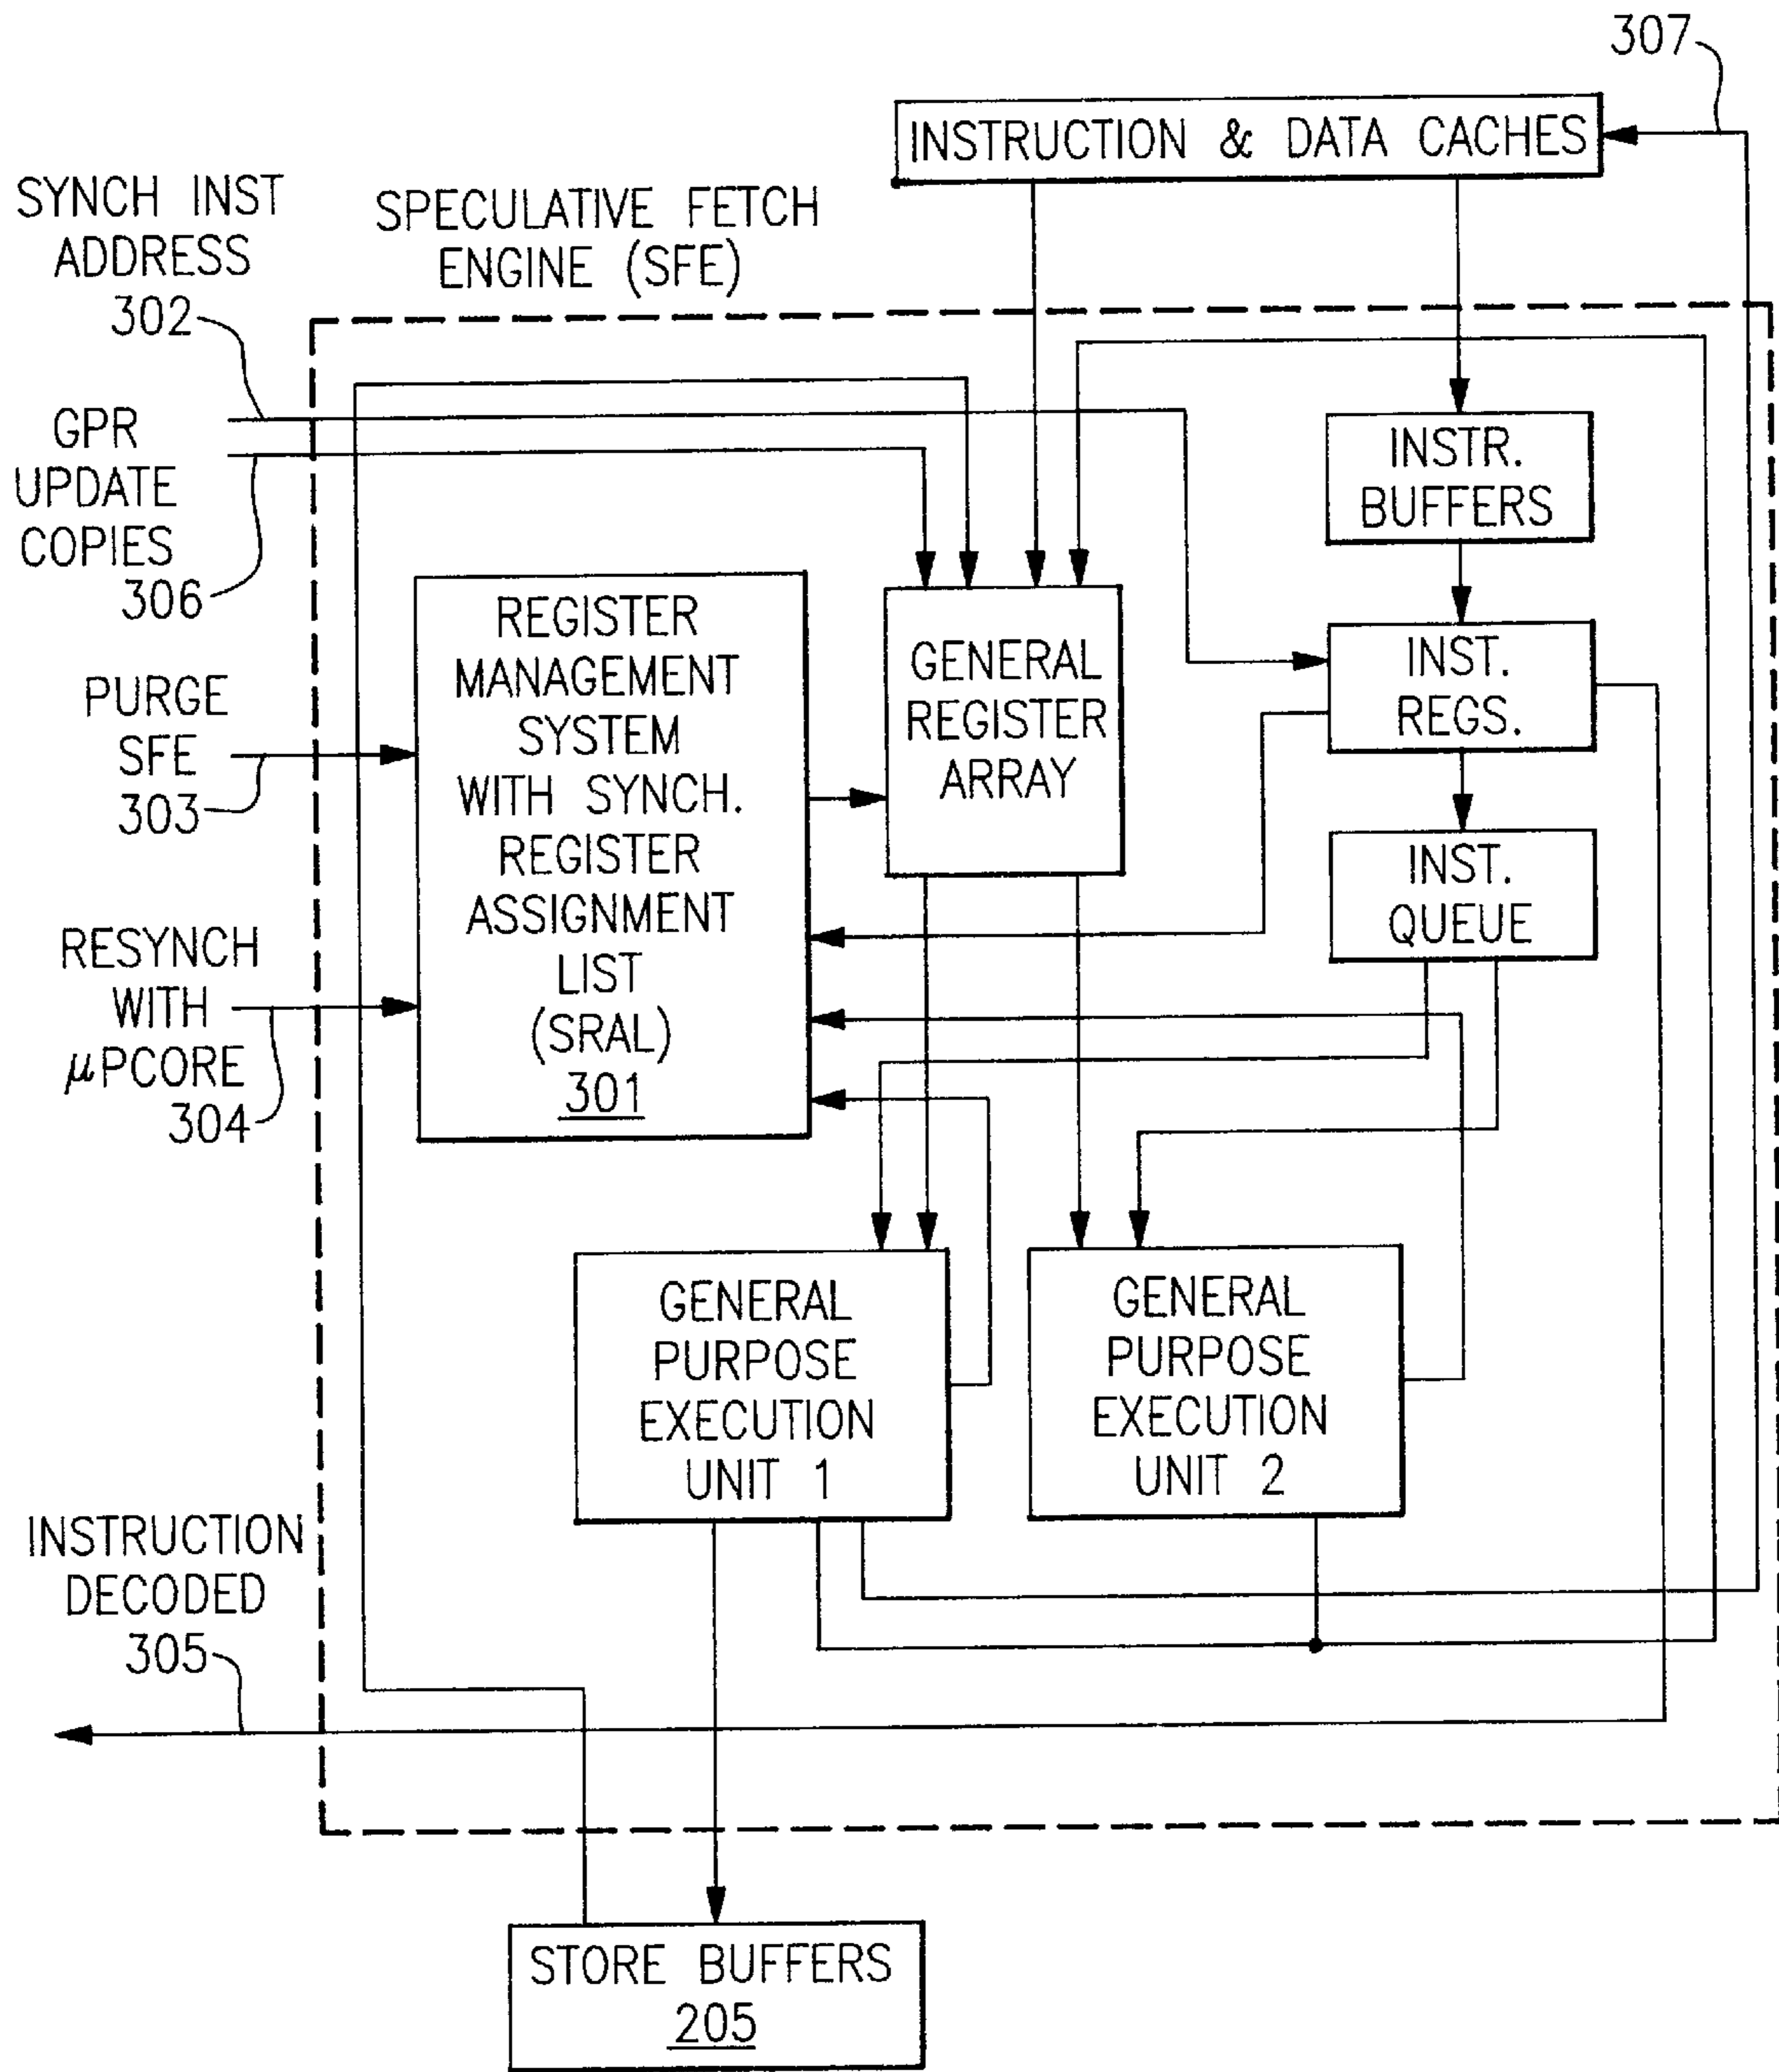 307
INSTRUCTION & DATA CACHES
SYNCH INST
ADDRESS
302
SPECULATIVE FETCH
ENGINE (SFE)
GPR
UPDATE
COPIES
306
INSTR.
BUFFERS
REGISTER
MANAGEMENT
SYSTEM
WITH SYNCH.
REGISTER
ASSIGNMENT
LIST
(SRAL)
301
GENERAL
REGISTER
ARRAY
INST.
REGS.
PURGE
SFE
303
INST.
QUEUE
RESYNCH
WITH
μPCORE
304
GENERAL
PURPOSE
EXECUTION
UNIT 1
GENERAL
PURPOSE
EXECUTION
UNIT 2
INSTRUCTION
DECODED
305
STORE BUFFERS
205